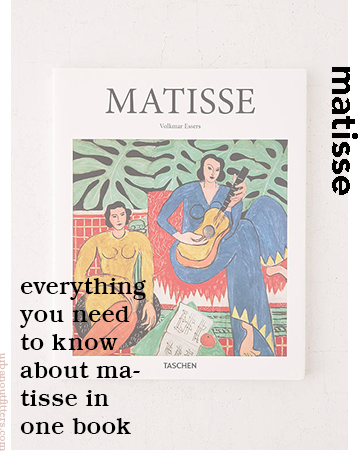 MATISSE
Volkmar Essers
TASCHEN
matisse
everything
you need
to know
about ma-
tisse in
one book
urbanoutfitters.com